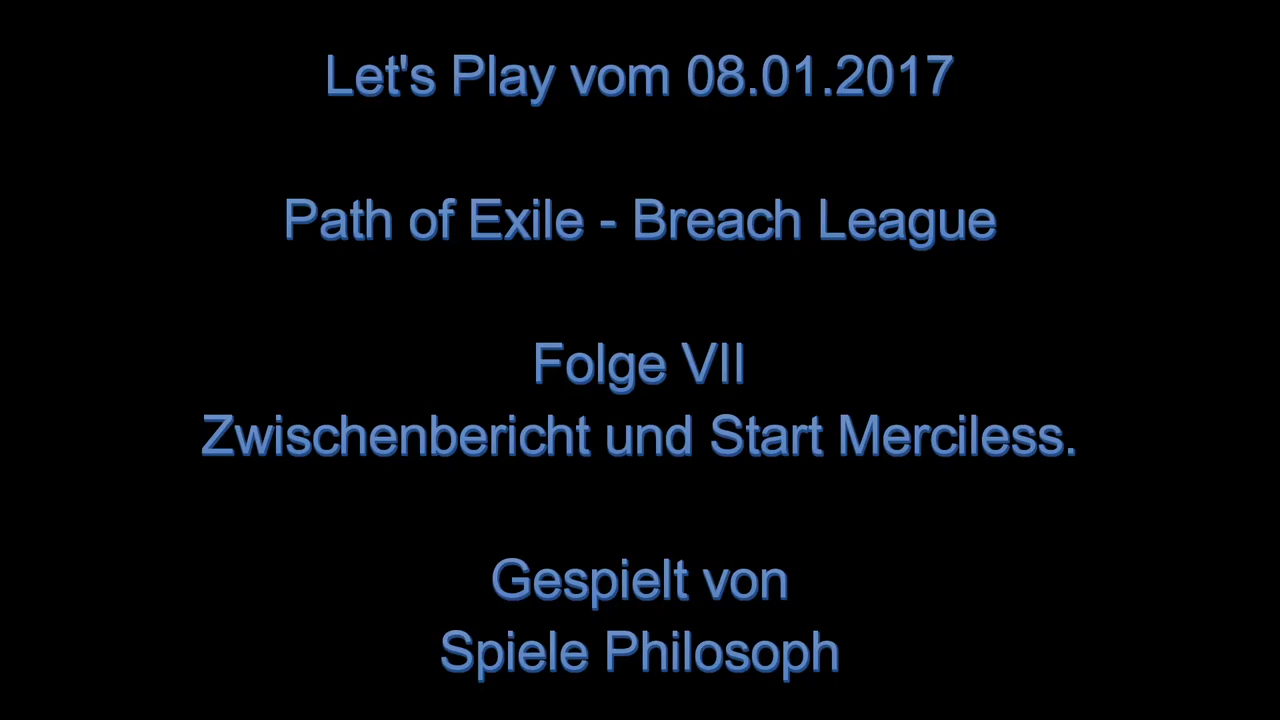 Let's Play vom 08.01.2017
Path of Exile - Breach League
Folge VII
Zwischenbericht und Start Merciless.
Gespielt von
Spiele Philosoph